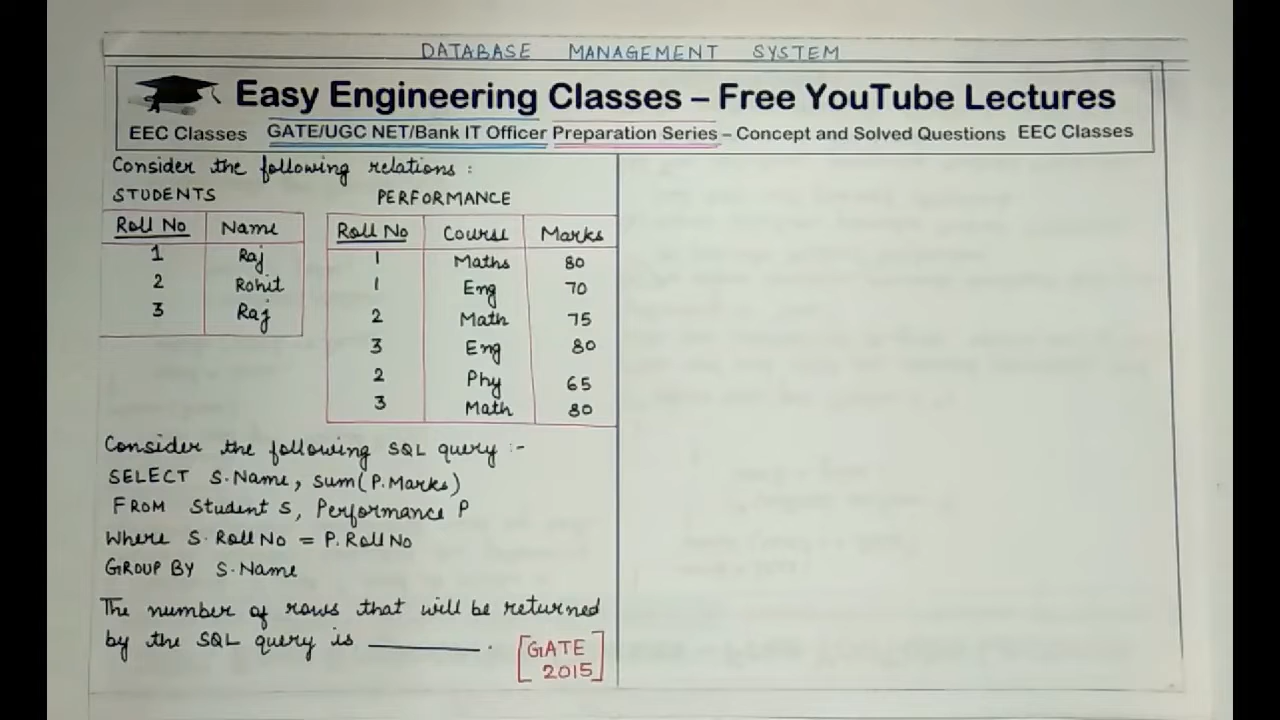 DATABASE MANAGEMENT SYSTEM
Easy Engineering Classes – Free YouTube Lectures
EEC Classes GATE/UGC NET/Bank IT Officer Preparation Series – Concept and Solved Questions EEC Classes
Consider the following relations :
STUDENTS PERFORMANCE
Roll No Name Roll No Course Marks
1 Raj 1 Maths 80
2 Rohit 1 Eng 70
3 Raj 2 Math 75
3 Eng 80
2 Phy 65
3 Math 80
Consider the following SQL query :-
SELECT S.Name, sum(P.Marks)
FROM Student S, Performance P
Where S.Roll No = P.Roll No
GROUP BY S.Name
The number of rows that will be returned
by the SQL query is ________.
[GATE
2015]